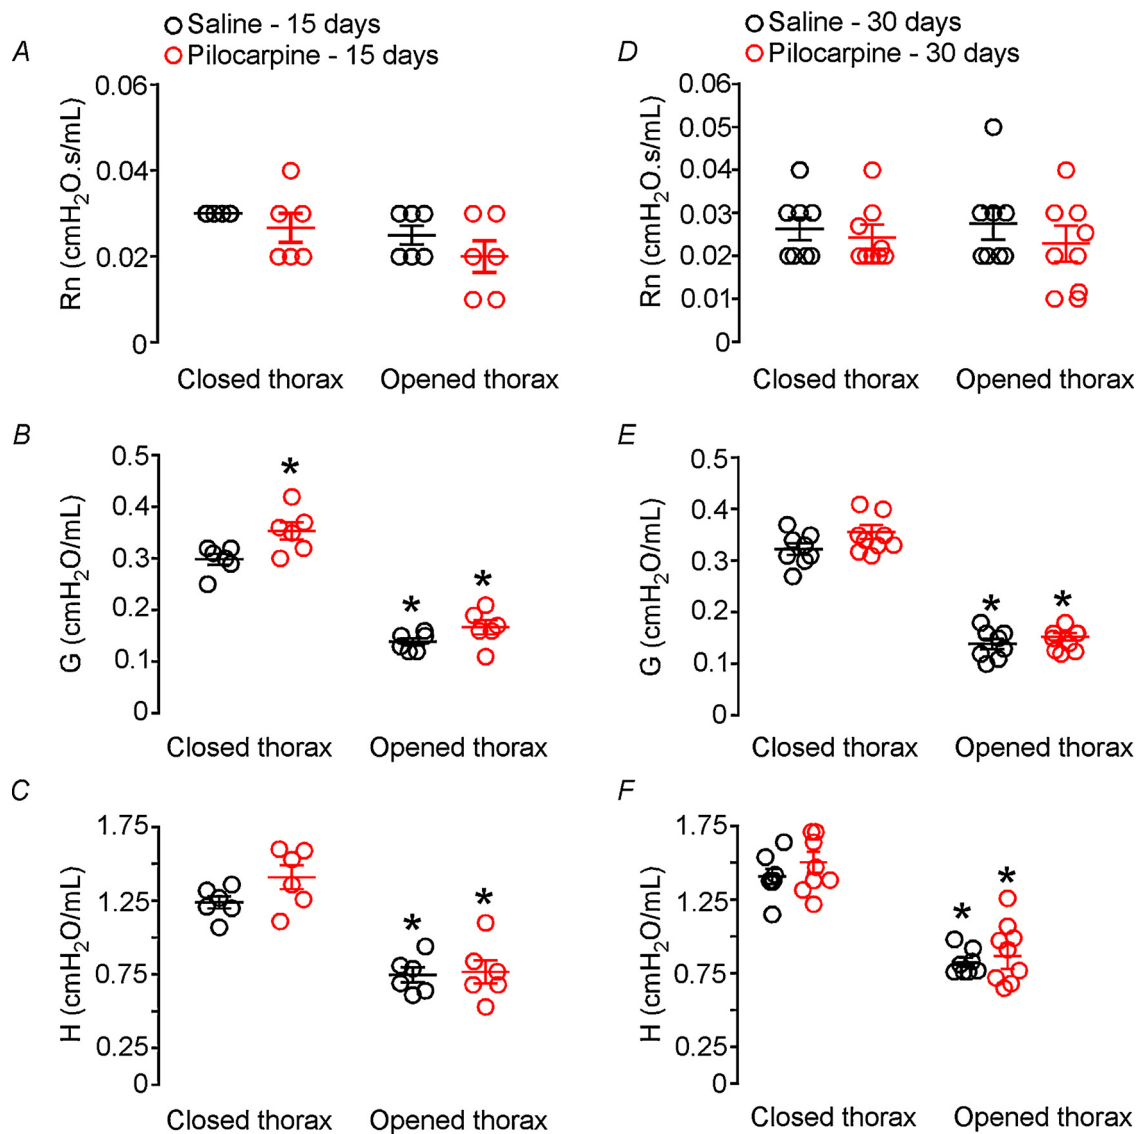 Saline - 15 days
Pilocarpine - 15 days
A
0.06
0.04
0.02
0
Rn (cmH2O.s/mL)
Closed thorax
Opened thorax
Saline - 30 days
Pilocarpine - 30 days
D
0.06
0.05
0.04
0.03
0.02
0.01
0
Rn (cmH2O.s/mL)
Closed thorax
Opened thorax
B
0.5
0.4
0.3
0.2
0.1
0
G (cmH2O/mL)
*
*
*
Closed thorax
Opened thorax
E
0.5
0.4
0.3
0.2
0.1
0
G (cmH2O/mL)
*
*
Closed thorax
Opened thorax
C
1.75
1.25
0.75
0.25
0
H (cmH2O/mL)
*
*
Closed thorax
Opened thorax
F
1.75
1.25
0.75
0.25
0
H (cmH2O/mL)
*
*
Closed thorax
Opened thorax